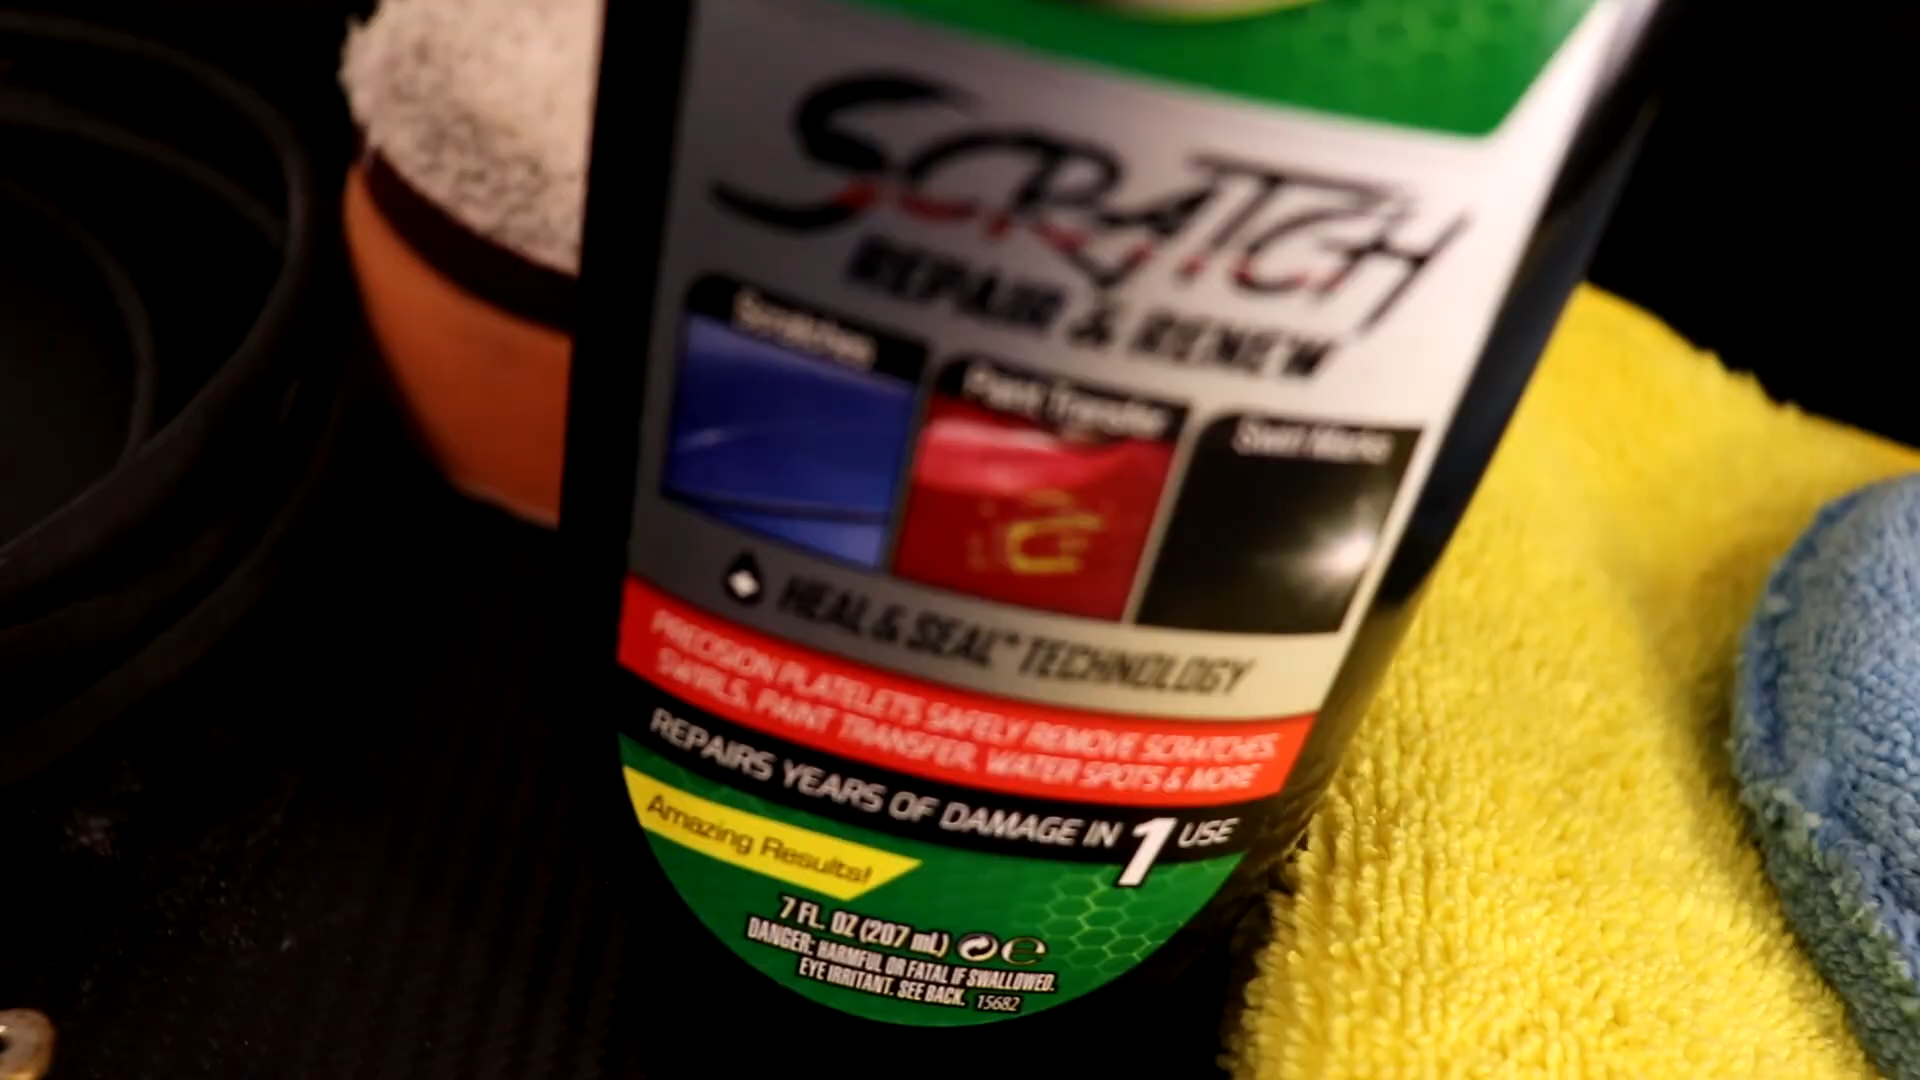 SCRATCH
REPAIR & RENEW
Scratches
Paint Transfer
Swirl Marks
HEAL & SEAL™ TECHNOLOGY
PRECISION PLATELETS SAFELY REMOVE SCRATCHES
SWIRLS, PAINT TRANSFER, WATER SPOTS & MORE
REPAIRS YEARS OF DAMAGE IN 1 USE
Amazing Results!
7 FL. OZ (207 mL) e
DANGER: HARMFUL OR FATAL IF SWALLOWED.
EYE IRRITANT. SEE BACK. 15682